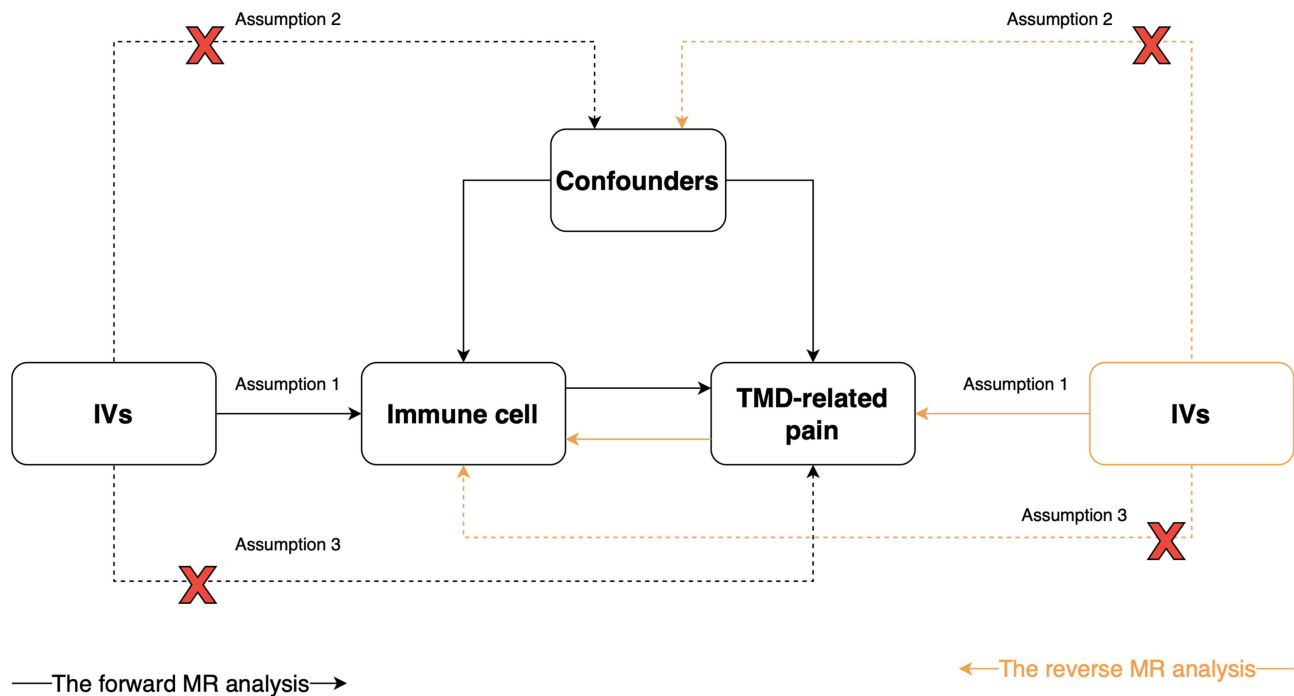 Assumption 2
Assumption 2
Confounders
IVs
Assumption 1
Immune cell
TMD-related
pain
Assumption 1
IVs
Assumption 3
Assumption 3
The forward MR analysis
The reverse MR analysis